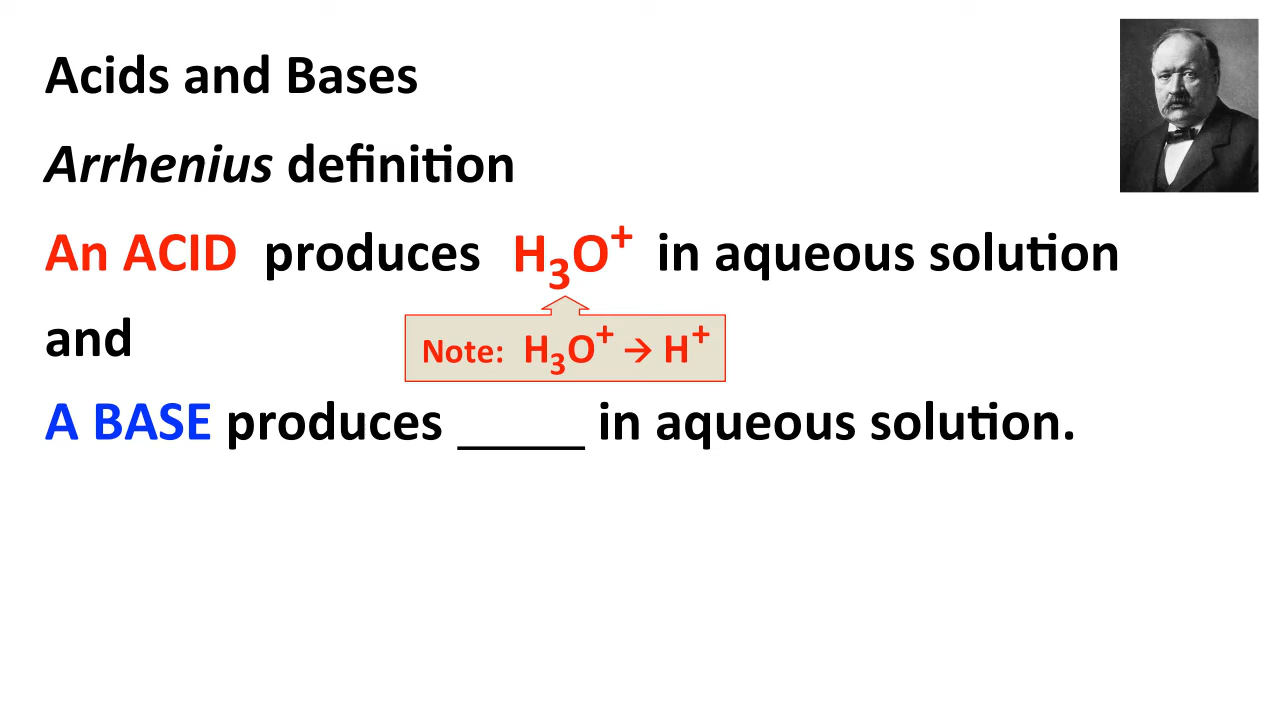 Acids and Bases
Arrhenius definition
An ACID produces H₃O⁺ in aqueous solution
and
Note: H₃O⁺ → H⁺
A BASE produces _____ in aqueous solution.